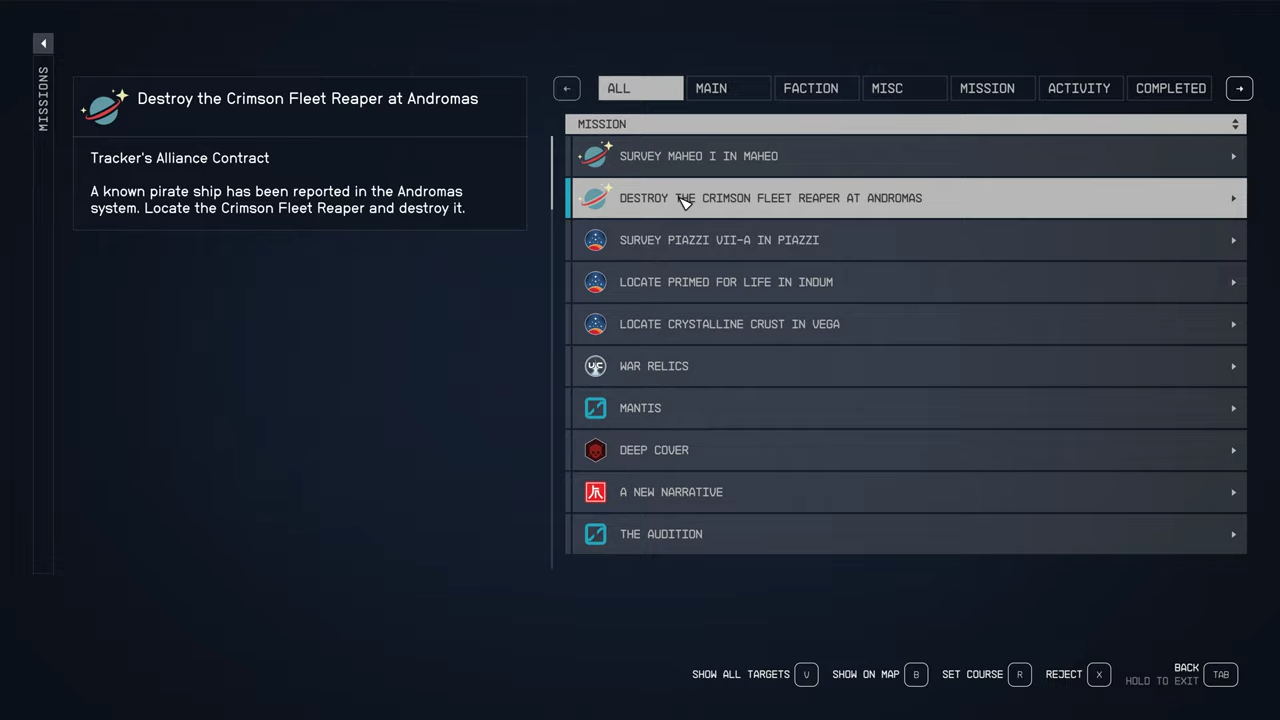 MISSIONS
Destroy the Crimson Fleet Reaper at Andromas
Tracker's Alliance Contract
A known pirate ship has been reported in the Andromas
system. Locate the Crimson Fleet Reaper and destroy it.
ALL
MAIN
FACTION
MISC
MISSION
ACTIVITY
COMPLETED
MISSION
SURVEY MAHEO I IN MAHEO
DESTROY THE CRIMSON FLEET REAPER AT ANDROMAS
SURVEY PIAZZI VII-A IN PIAZZI
LOCATE PRIMED FOR LIFE IN INDUM
LOCATE CRYSTALLINE CRUST IN VEGA
UC
WAR RELICS
MANTIS
DEEP COVER
A NEW NARRATIVE
THE AUDITION
SHOW ALL TARGETS V
SHOW ON MAP B
SET COURSE R
REJECT X
BACK
HOLD TO EXIT TAB